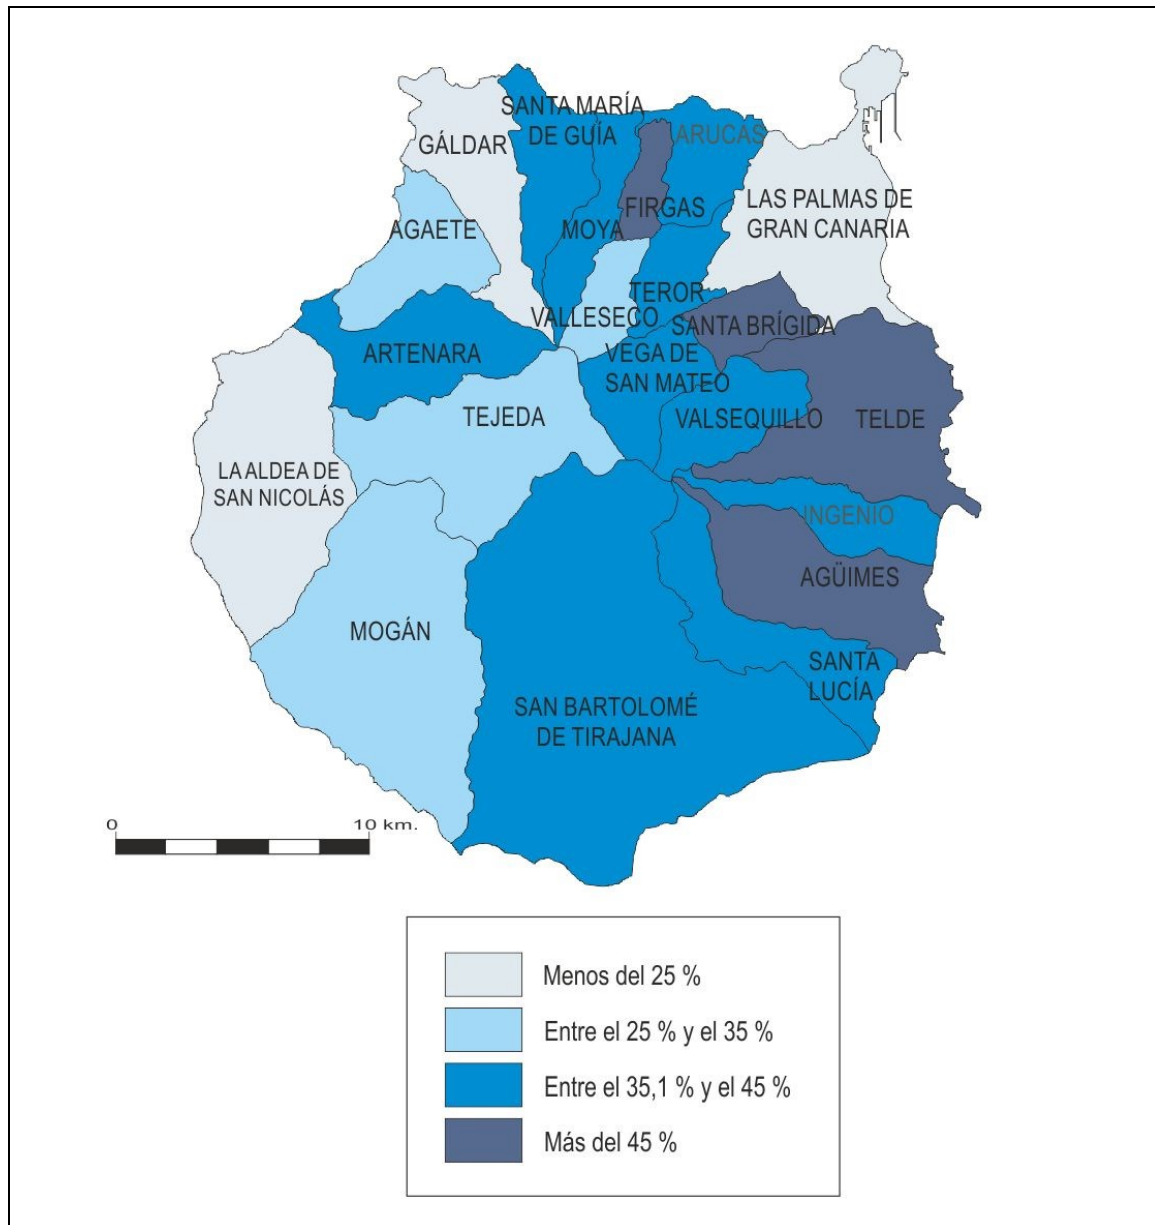 SANTA MARÍA
DE GUÍA
ARUCAS
GÁLDAR
LAS PALMAS DE
GRAN CANARIA
FIRGAS
AGAETE
MOYA
TEROR
VALLESECO
SANTA BRÍGIDA
ARTENARA
VEGA DE
SAN MATEO
TEJEDA
VALSEQUILLO
TELDE
LA ALDEA DE
SAN NICOLÁS
INGENIO
AGÜIMES
MOGÁN
SANTA
LUCÍA
SAN BARTOLOMÉ
DE TIRAJANA
0 10 km.
Menos del 25 %
Entre el 25 % y el 35 %
Entre el 35,1 % y el 45 %
Más del 45 %